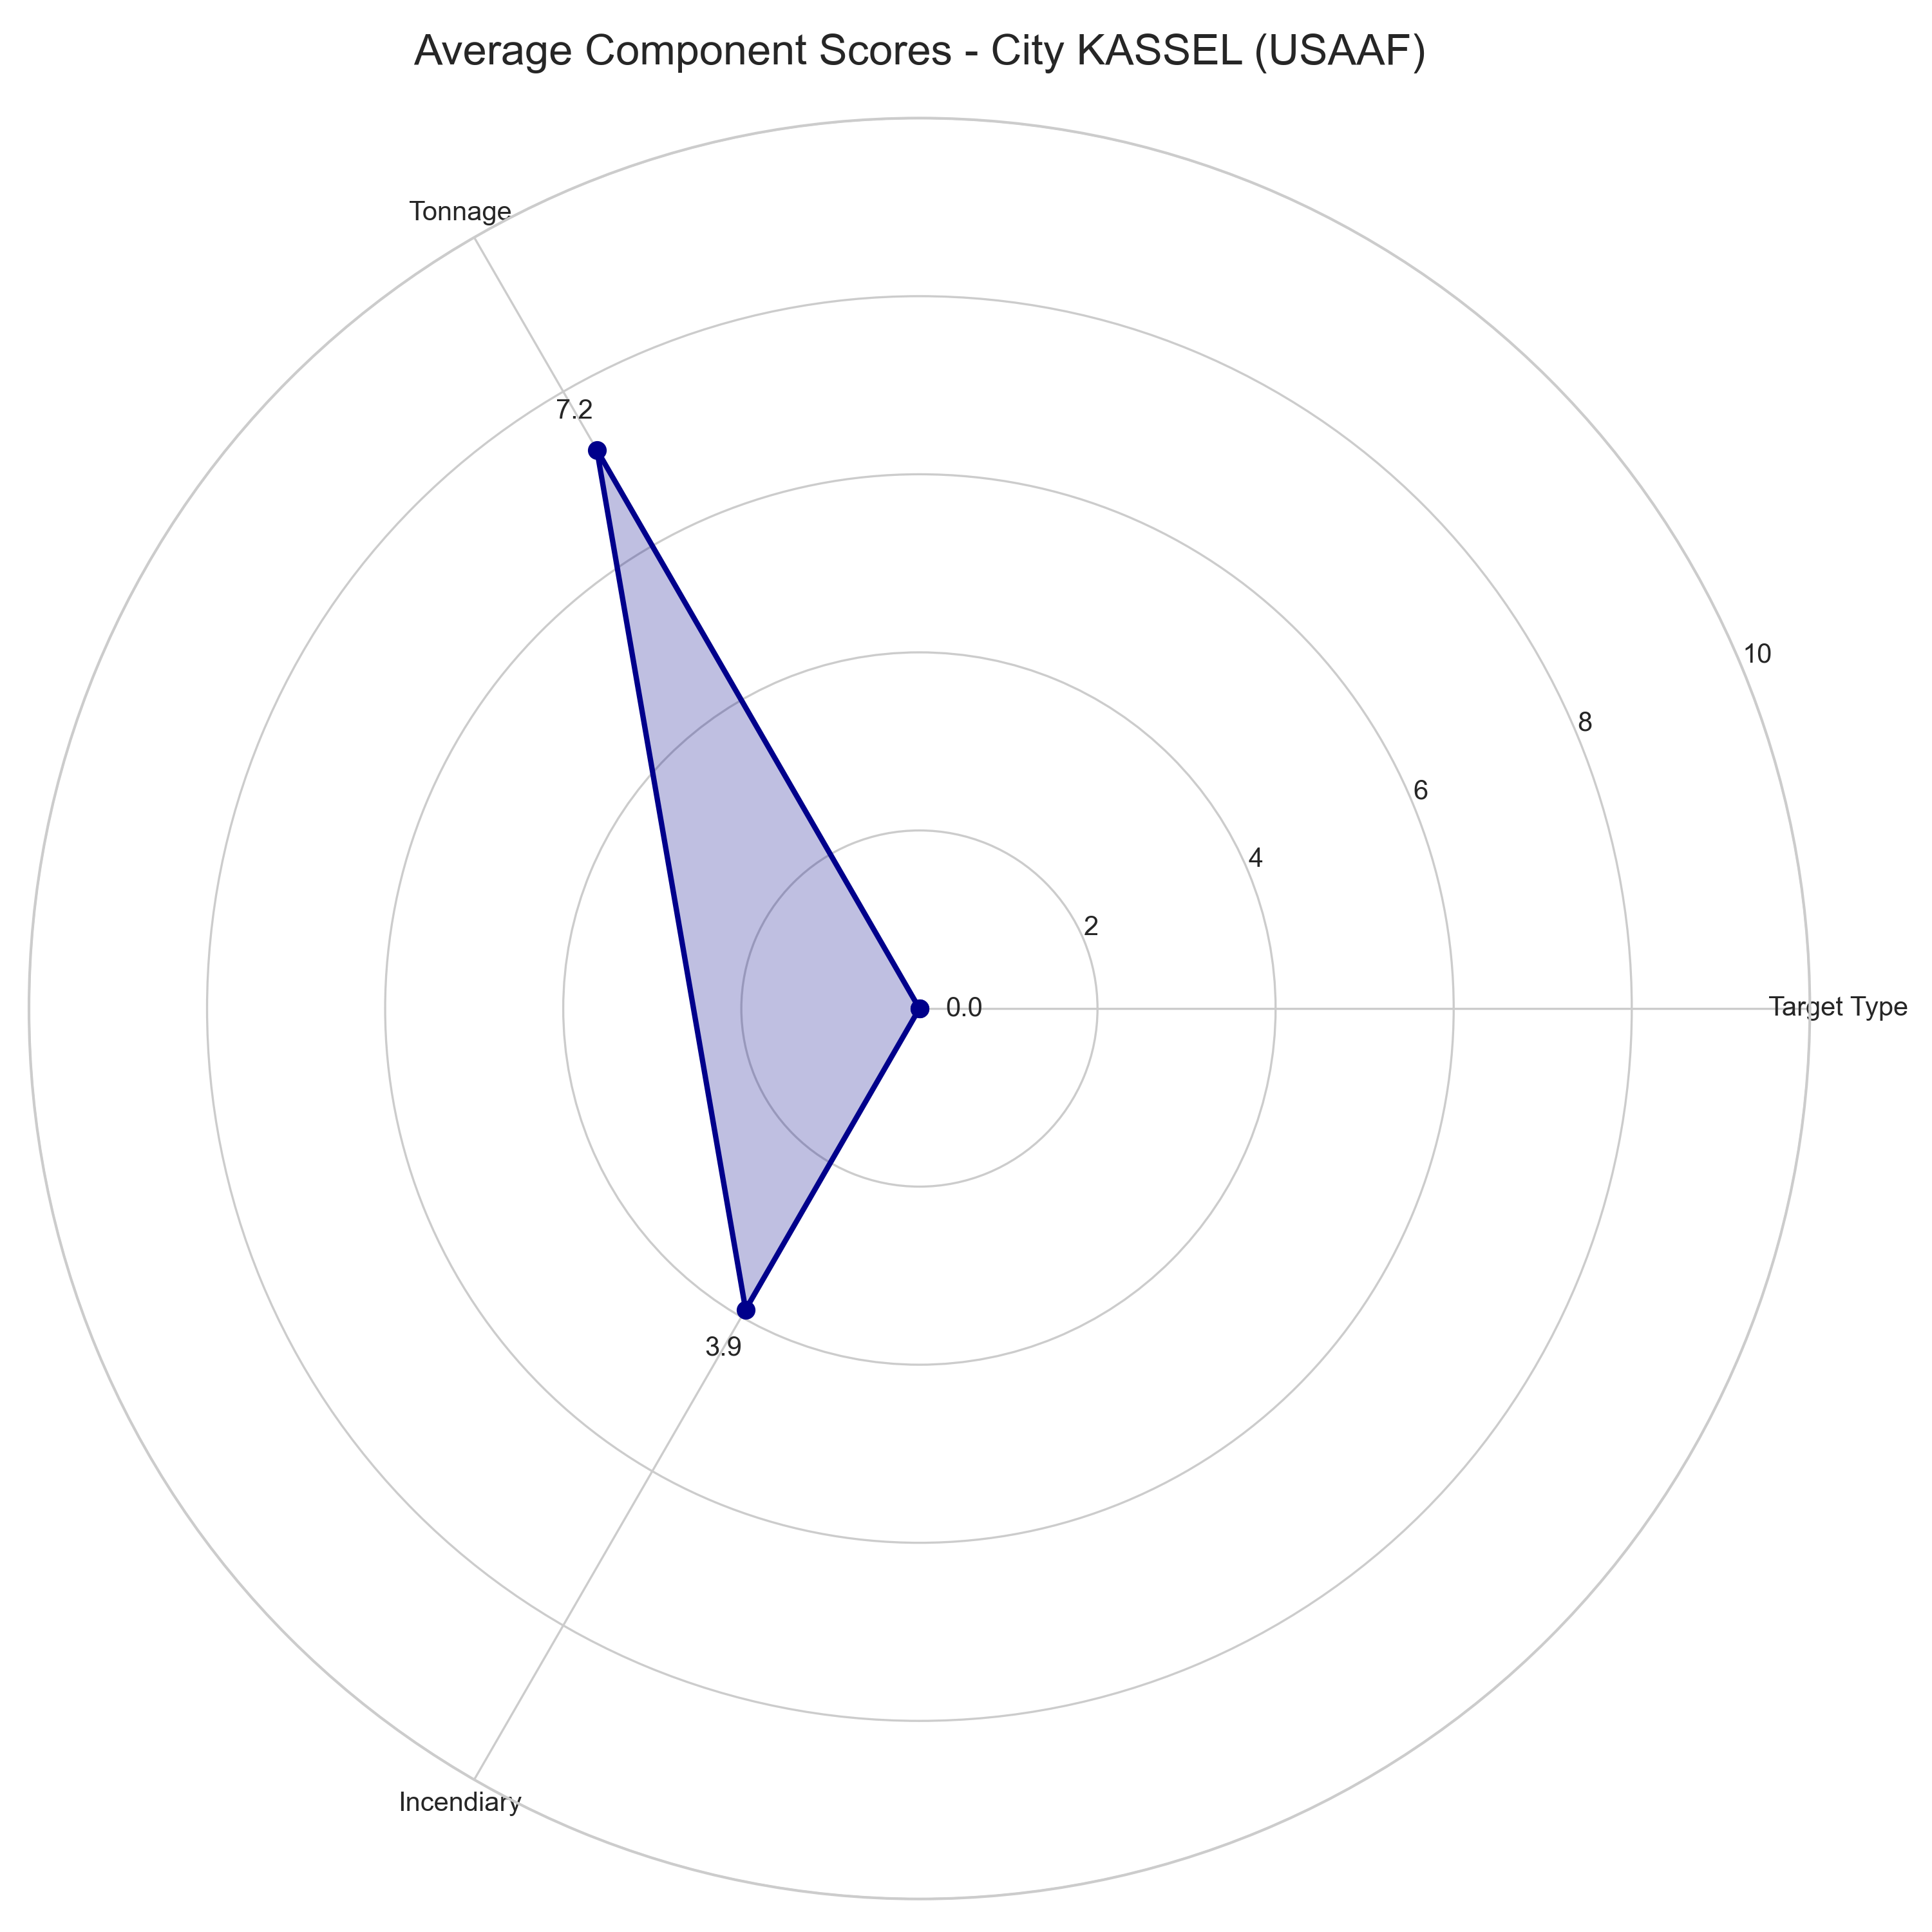 Average Component Scores - City KASSEL (USAAF)
Tonnage
7.2
10
8
6
4
2
0.0
Target Type
3.9
Incendiary